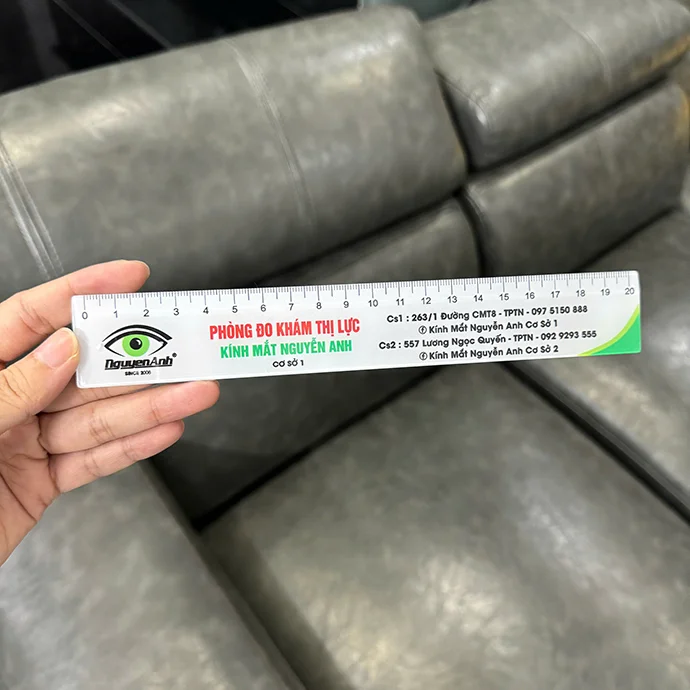 0 1 2 3 4 5 6 7 8 9 10 11 12 13 14 15 16 17 18 19 20
NguyenAnh®
SINCE 2006
PHÒNG ĐO KHÁM THỊ LỰC
KÍNH MẮT NGUYỄN ANH
CƠ SỞ 1
Cs1 : 263/1 Đường CMT8 - TPTN - 097 5150 888
Kính Mắt Nguyễn Anh Cơ Sở 1
Cs2 : 557 Lương Ngọc Quyến - TPTN - 092 9293 555
Kính Mắt Nguyễn Anh Cơ Sở 2